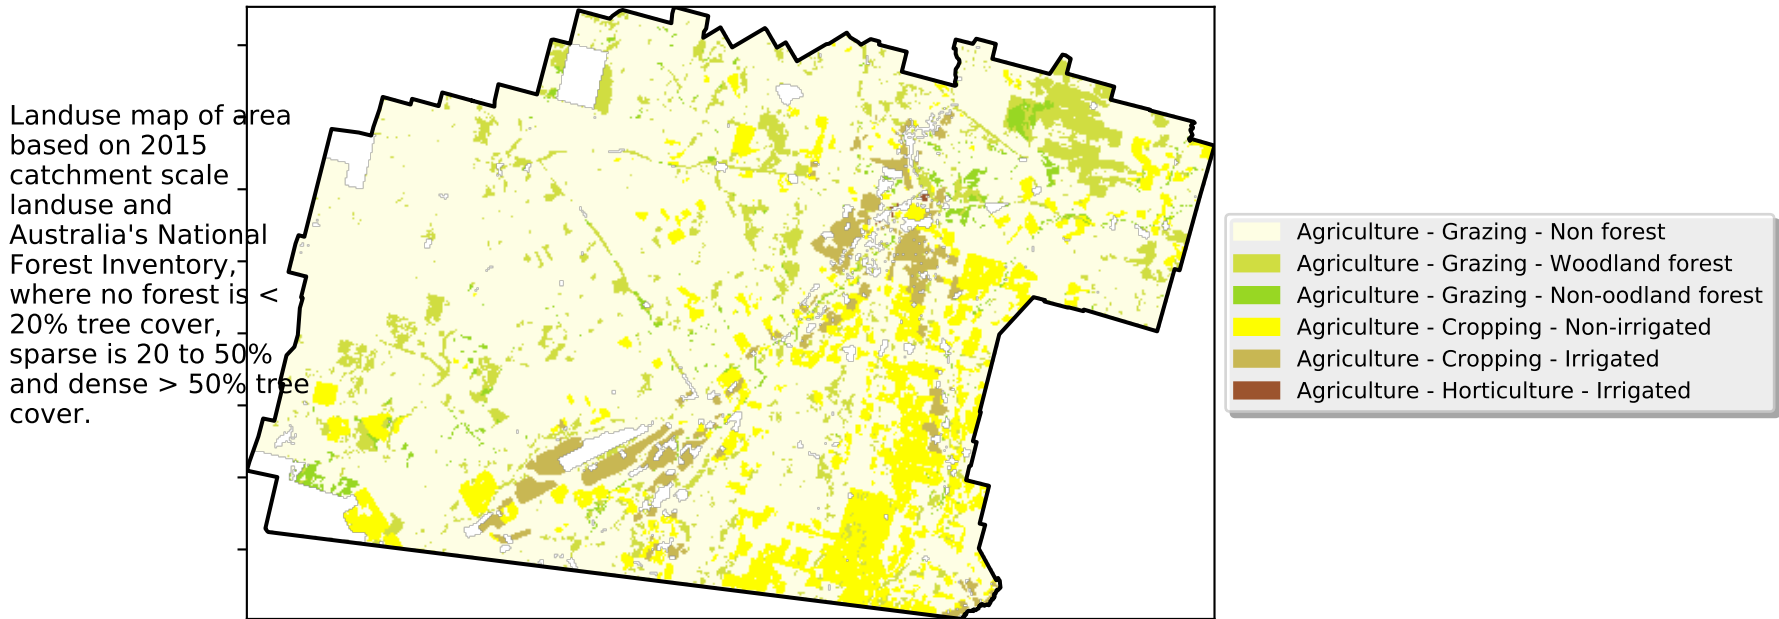 Landuse map of area
based on 2015
catchment scale
landuse and
Australia's National
Forest Inventory,
where no forest is <
20% tree cover,
sparse is 20 to 50%
and dense > 50% tree
cover.
Agriculture - Grazing - Non forest
Agriculture - Grazing - Woodland forest
Agriculture - Grazing - Non-oodland forest
Agriculture - Cropping - Non-irrigated
Agriculture - Cropping - Irrigated
Agriculture - Horticulture - Irrigated